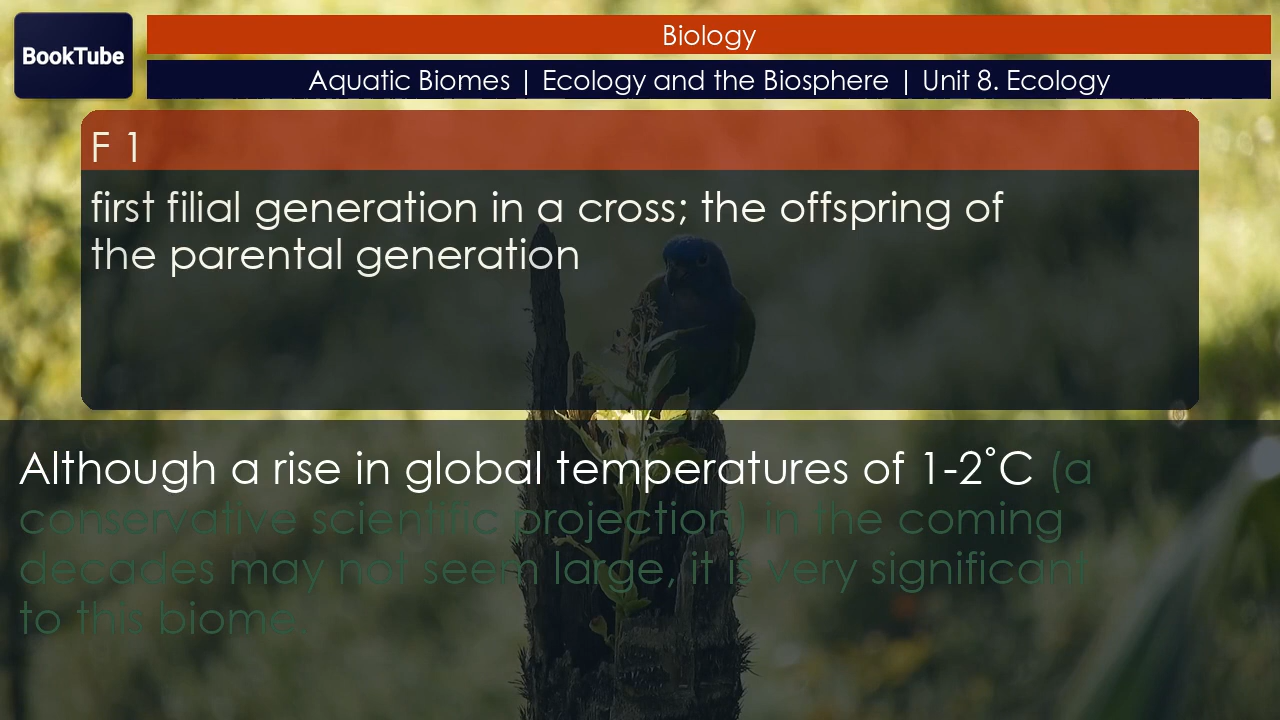 BookTube
Biology
Aquatic Biomes | Ecology and the Biosphere | Unit 8. Ecology
F 1
first filial generation in a cross; the offspring of
the parental generation
Although a rise in global temperatures of 1-2˚C (a
conservative scientific projection) in the coming
decades may not seem large, it is very significant
to this biome.